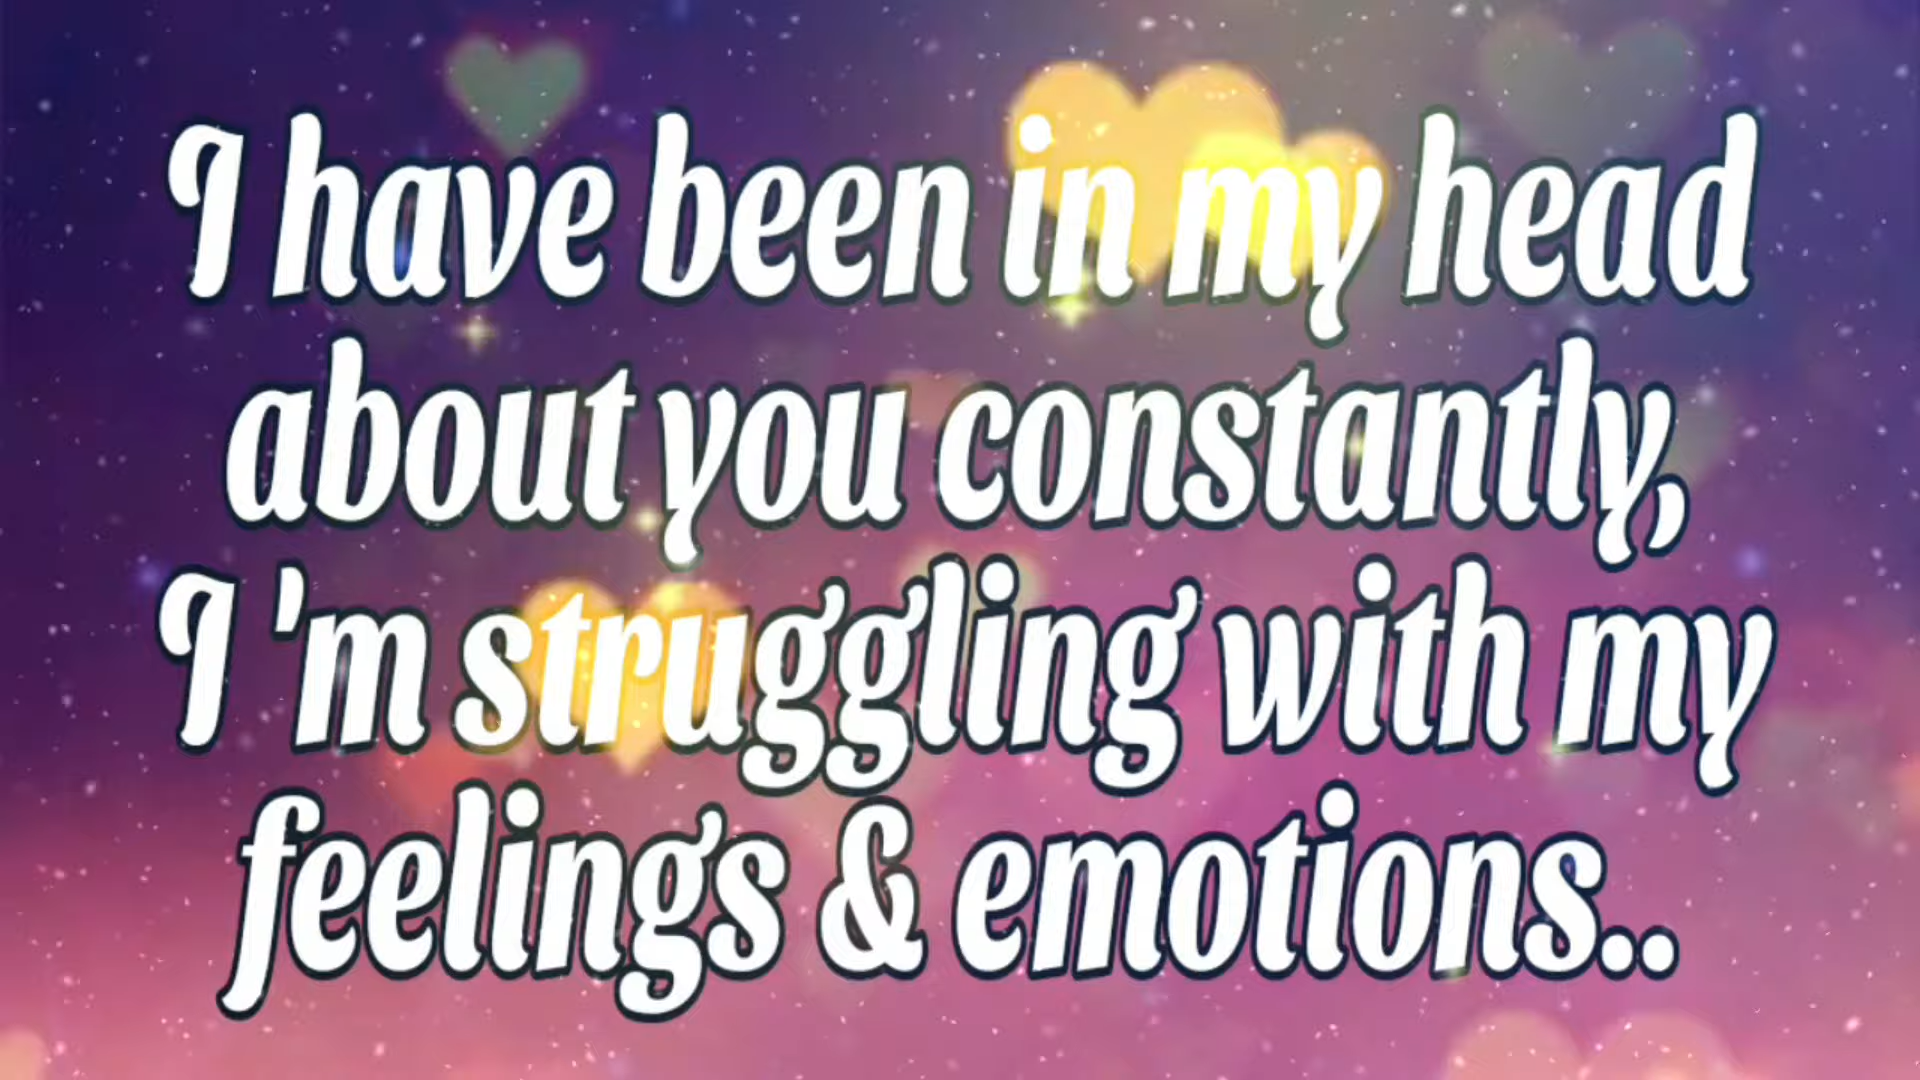 I have been in my head
about you constantly,
I 'm struggling with my
feelings & emotions..